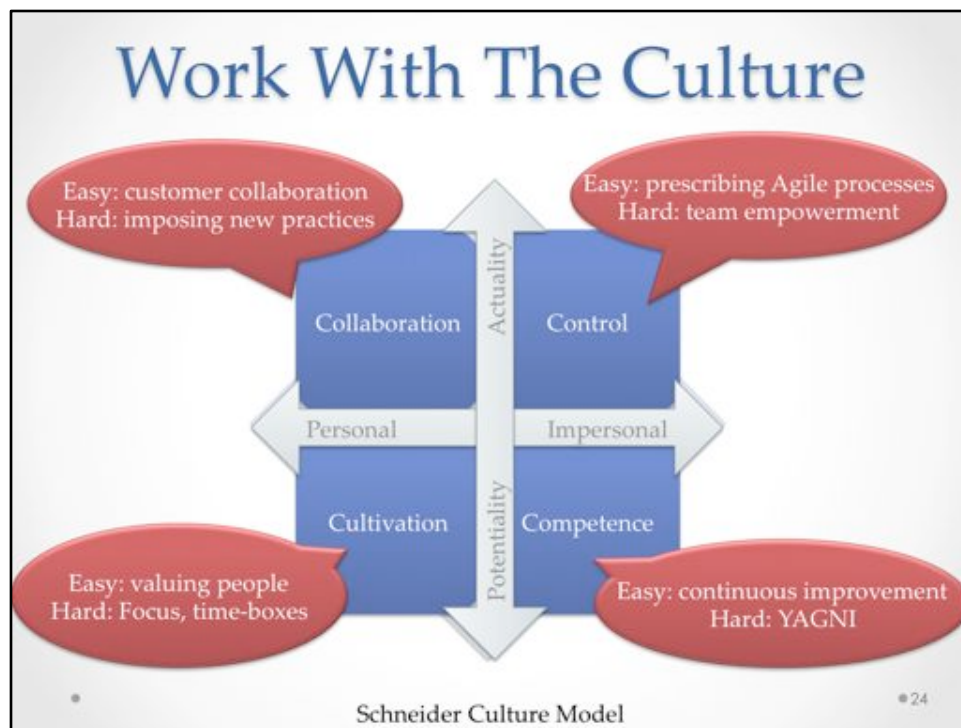 Work With The Culture
Easy: customer collaboration
Hard: imposing new practices
Easy: prescribing Agile processes
Hard: team empowerment
Actuality
Collaboration
Control
Personal
Impersonal
Potentiality
Cultivation
Competence
Easy: valuing people
Hard: Focus, time-boxes
Easy: continuous improvement
Hard: YAGNI
Schneider Culture Model
24